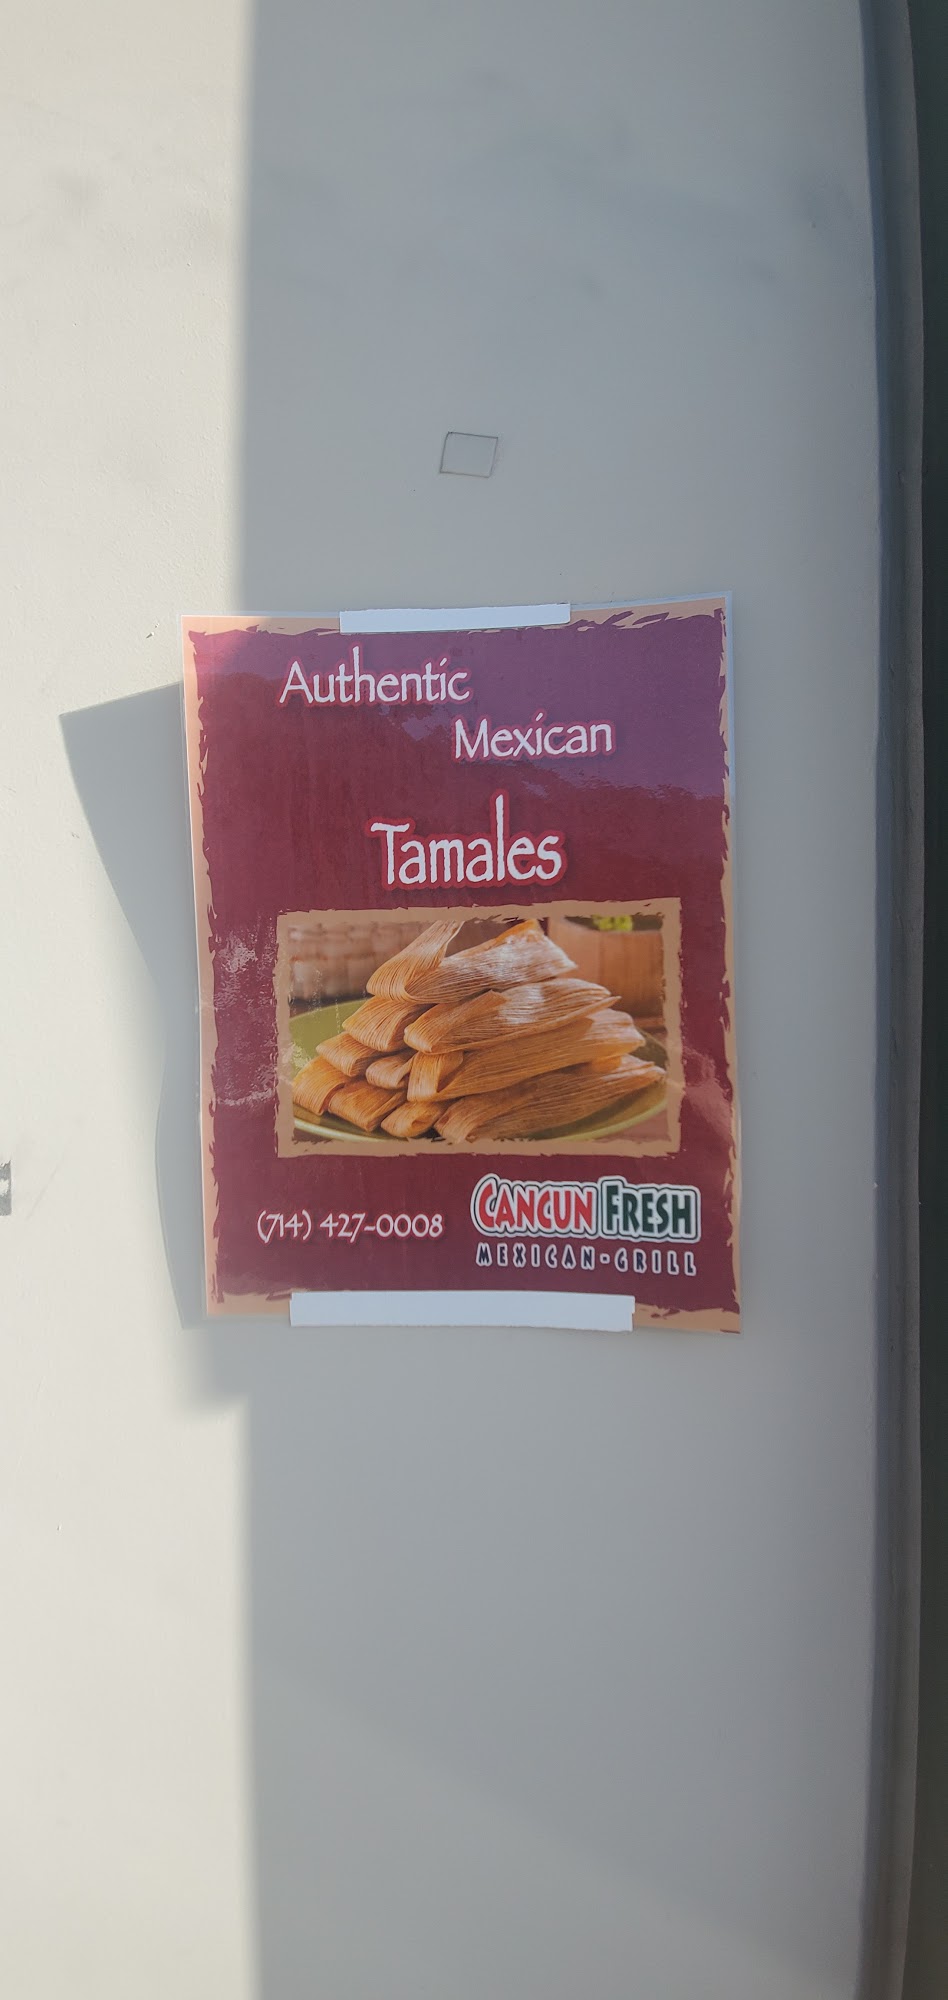 Authentic
Mexican
Tamales
(714) 427-0008
CANCUN FRESH
MEXICAN-GRILL